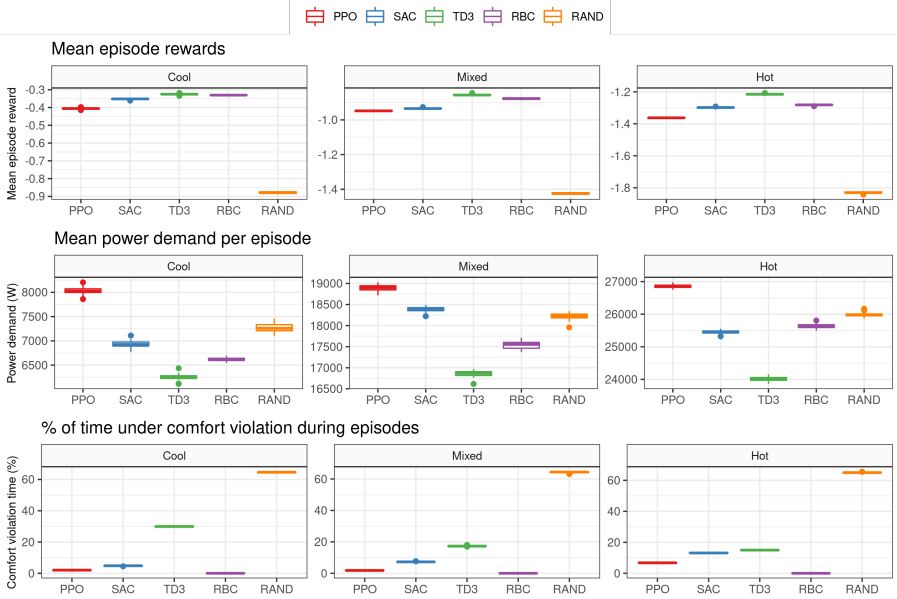 PPO SAC TD3 RBC RAND
Mean episode rewards
Cool Mixed Hot
Mean episode reward
-0.3
-0.4
-0.5
-0.6
-0.7
-0.8
-0.9
PPO SAC TD3 RBC RAND
-1.0
-1.2
-1.4
PPO SAC TD3 RBC RAND
-1.2
-1.4
-1.6
-1.8
PPO SAC TD3 RBC RAND
Mean power demand per episode
Cool Mixed Hot
Power demand (W)
8000
7500
7000
6500
PPO SAC TD3 RBC RAND
19000
18500
18000
17500
17000
16500
PPO SAC TD3 RBC RAND
27000
26000
25000
24000
PPO SAC TD3 RBC RAND
% of time under comfort violation during episodes
Cool Mixed Hot
Comfort violation time (%)
60
40
20
0
PPO SAC TD3 RBC RAND
60
40
20
0
PPO SAC TD3 RBC RAND
60
40
20
0
PPO SAC TD3 RBC RAND